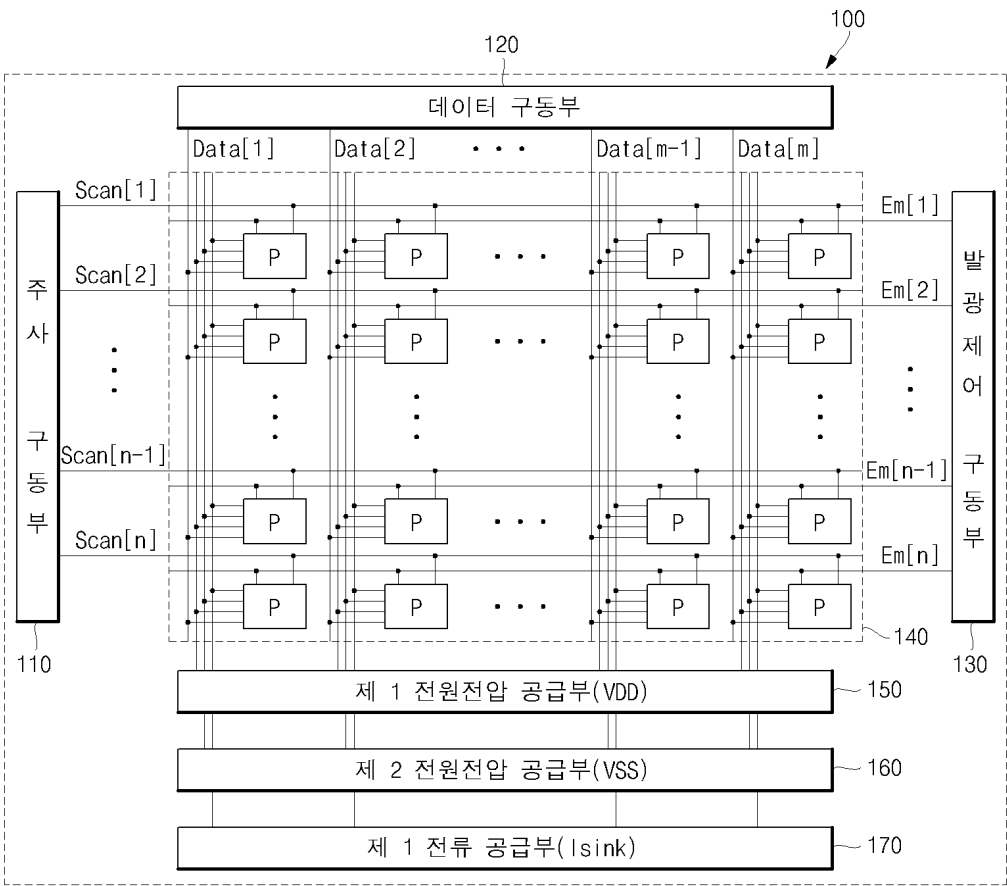 100
120
데이터 구동부
Data[1] Data[2] • • • Data[m-1] Data[m]
Scan[1] Em[1]
P P • • • P P
Scan[2] Em[2]
P P • • • P P
주사 구동부
발광제어 구동부
Scan[n-1] Em[n-1]
P P • • • P P
Scan[n] Em[n]
P P • • • P P
110 140 130
제 1 전원전압 공급부(VDD) 150
제 2 전원전압 공급부(VSS) 160
제 1 전류 공급부(Isink) 170